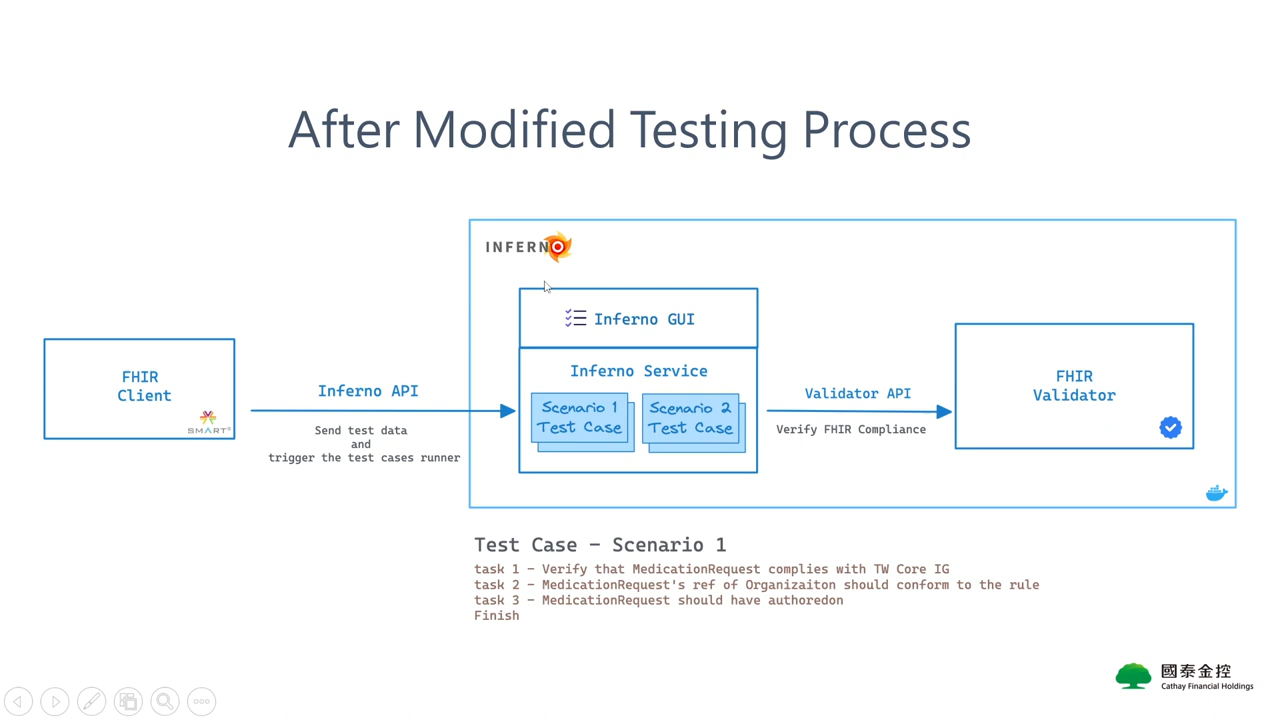 After Modified Testing Process
INFERNO
Inferno GUI
Inferno Service
Scenario 1
Test Case
Scenario 2
Test Case
FHIR
Client
SMART
Inferno API
Send test data
and
trigger the test cases runner
Validator API
Verify FHIR Compliance
FHIR
Validator
Test Case - Scenario 1
task 1 - Verify that MedicationRequest complies with TW Core IG
task 2 - MedicationRequest's ref of Organizaiton should conform to the rule
task 3 - MedicationRequest should have authoredon
Finish
國泰金控
Cathay Financial Holdings